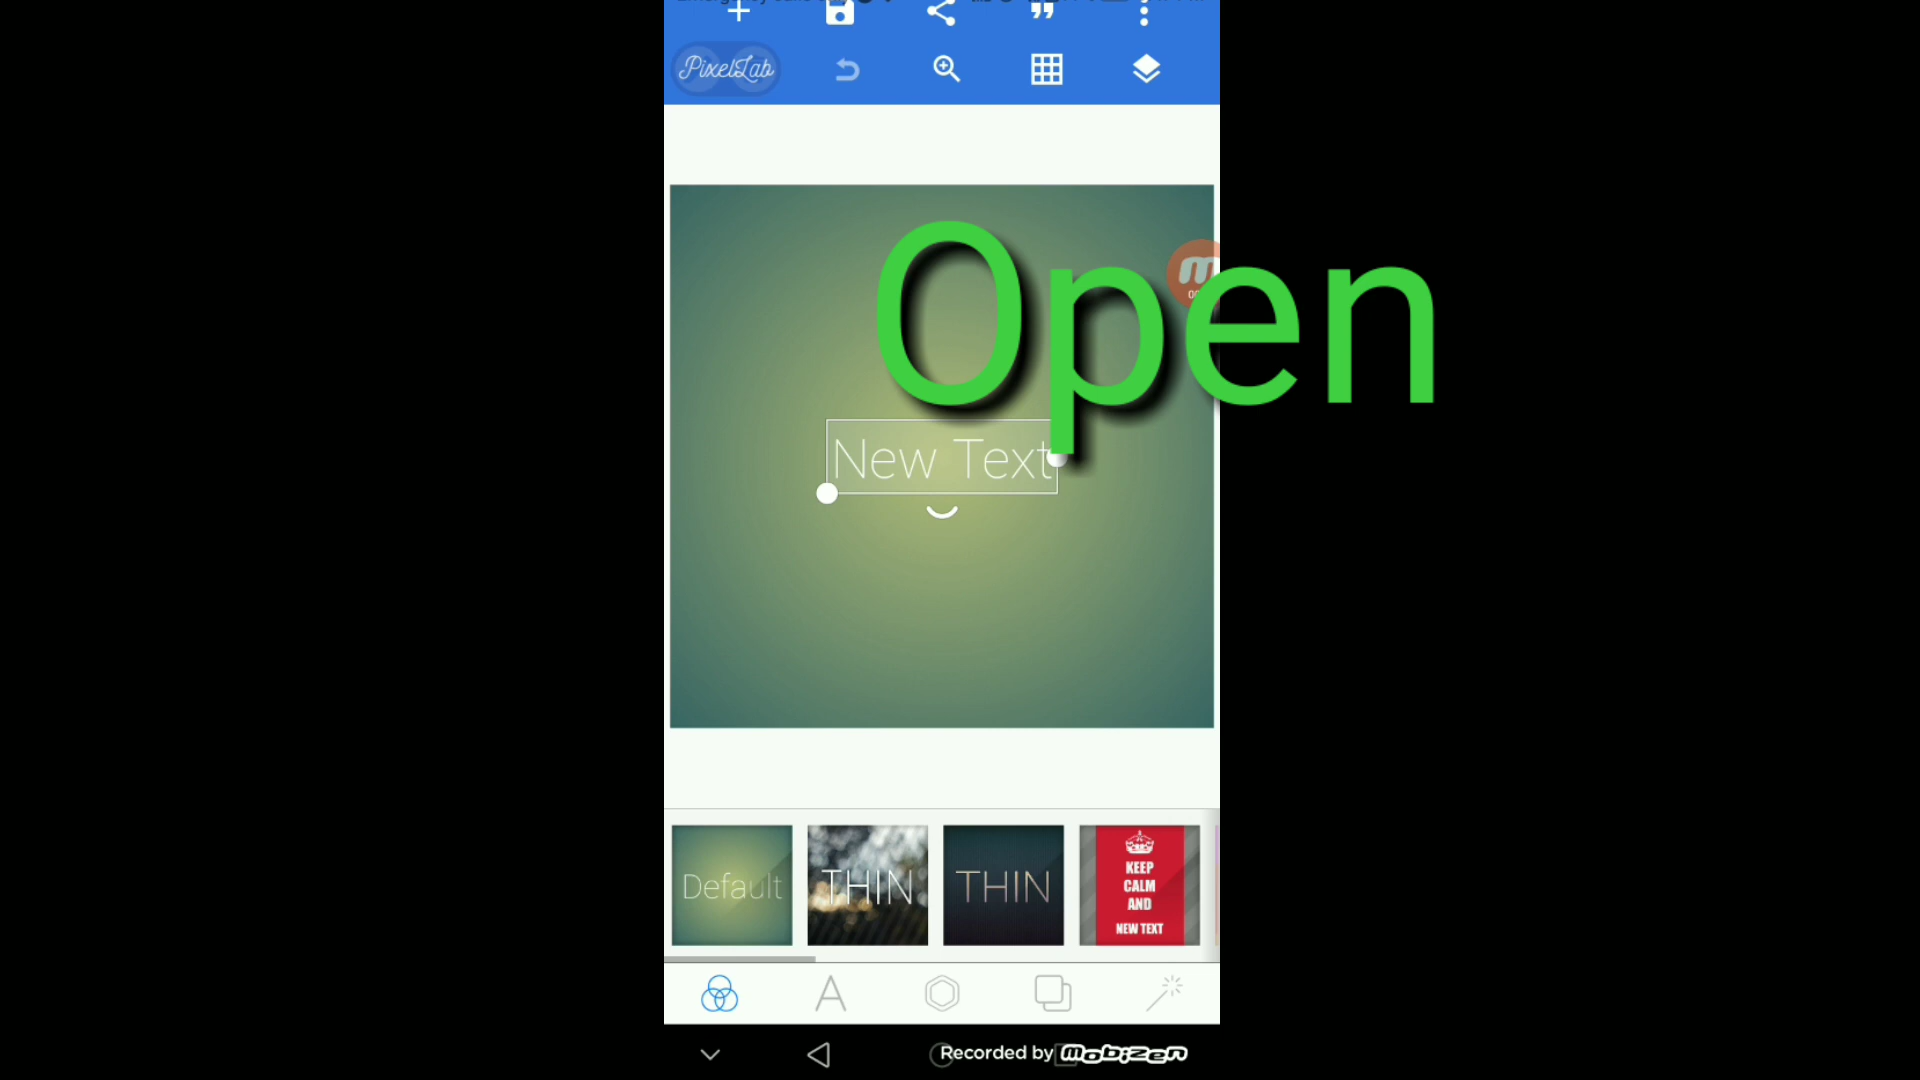 PixelLab
Open
New Text
Default
THIN
THIN
KEEP
CALM
AND
NEW TEXT
Recorded by Mobizen